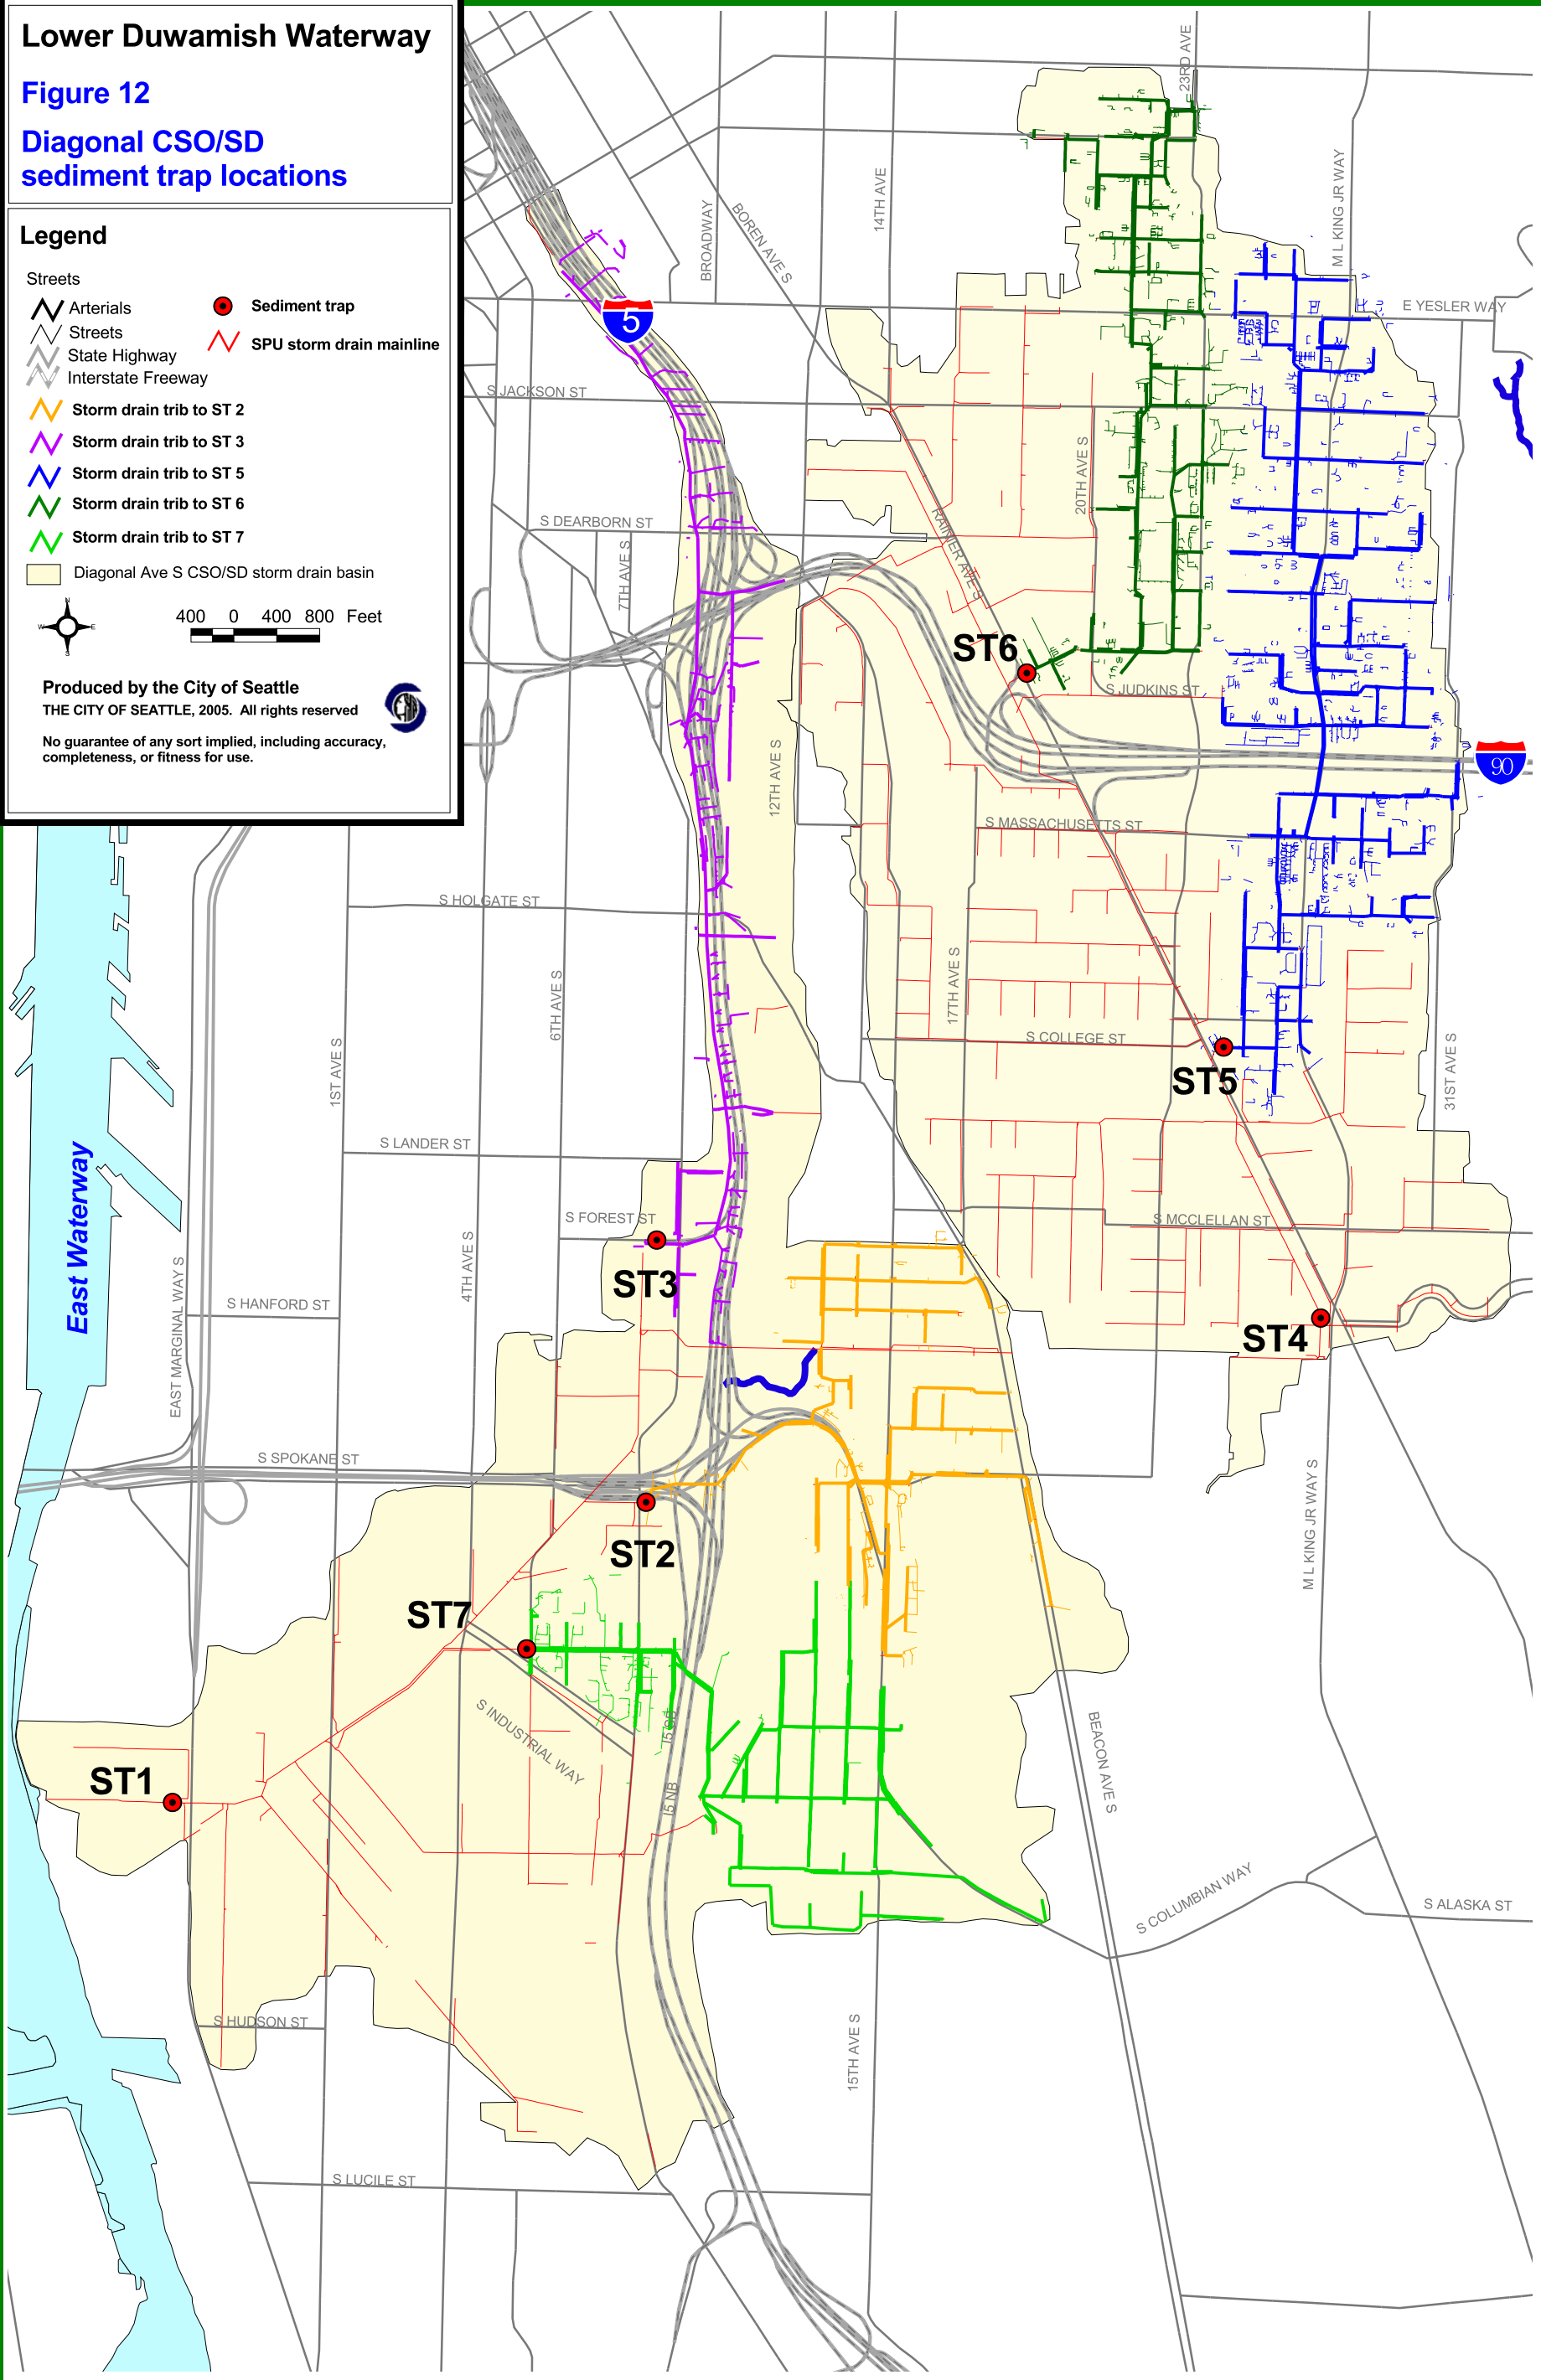 Lower Duwamish Waterway
Figure 12
Diagonal CSO/SD
sediment trap locations
Legend
Streets
Arterials
Streets
State Highway
Interstate Freeway
Sediment trap
SPU storm drain mainline
Storm drain trib to ST 2
Storm drain trib to ST 3
Storm drain trib to ST 5
Storm drain trib to ST 6
Storm drain trib to ST 7
Diagonal Ave S CSO/SD storm drain basin
N
W
E
S
400 0 400 800 Feet
Produced by the City of Seattle
THE CITY OF SEATTLE, 2005. All rights reserved
No guarantee of any sort implied, including accuracy,
completeness, or fitness for use.
23RD AVE
M L KING JR WAY
14TH AVE
BROADWAY
BOREN AVE S
E YESLER WAY
5
S JACKSON ST
20TH AVE S
S DEARBORN ST
RAINIER AVE S
7TH AVE S
ST6
S JUDKINS ST
90
12TH AVE S
S MASSACHUSETTS ST
S HOLGATE ST
17TH AVE S
6TH AVE S
S COLLEGE ST
1ST AVE S
31ST AVE S
ST5
S LANDER ST
East Waterway
S FOREST ST
S MCCLELLAN ST
4TH AVE S
ST3
EAST MARGINAL WAY S
S HANFORD ST
ST4
S SPOKANE ST
M L KING JR WAY S
ST2
ST7
S INDUSTRIAL WAY
I5 SB
BEACON AVE S
ST1
I5 NB
S COLUMBIAN WAY
S ALASKA ST
S HUDSON ST
15TH AVE S
S LUCILE ST